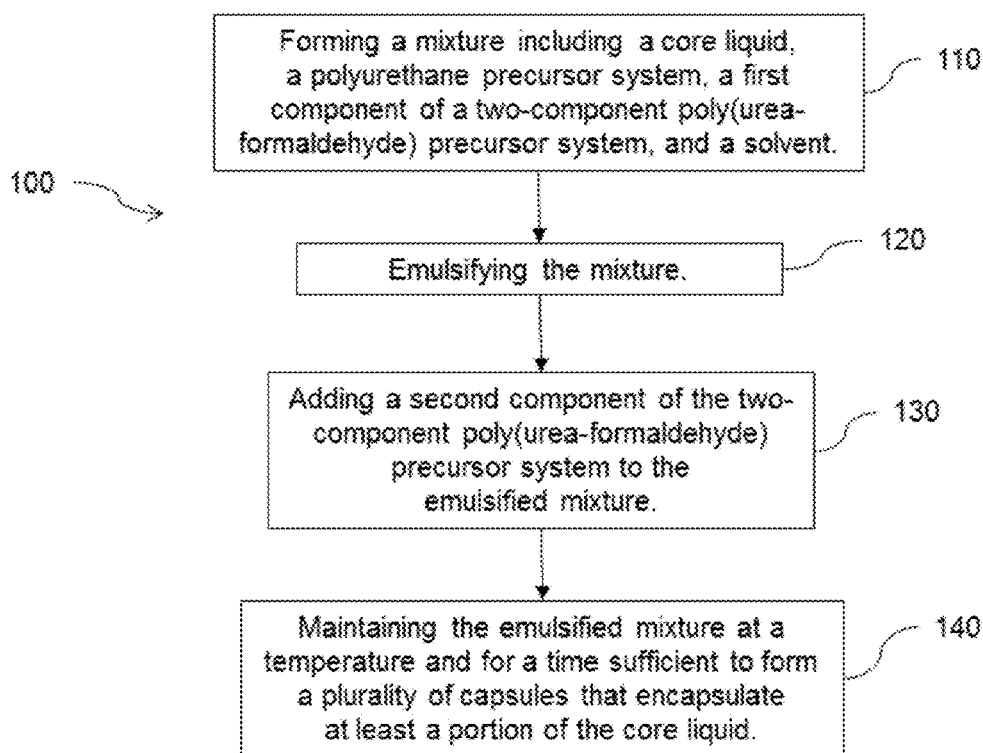 Forming a mixture including a core liquid,
a polyurethane precursor system, a first
component of a two-component poly(urea-
formaldehyde) precursor system, and a solvent.
110
100
120
Emulsifying the mixture.
Adding a second component of the two-
component poly(urea-formaldehyde)
precursor system to the
emulsified mixture.
130
Maintaining the emulsified mixture at a
temperature and for a time sufficient to form
a plurality of capsules that encapsulate
at least a portion of the core liquid.
140